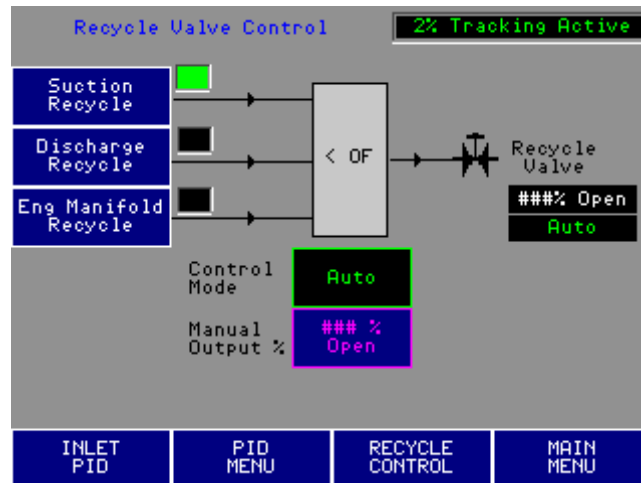 Recycle Valve Control
2% Tracking Active
Suction
Recycle
Discharge
Recycle
Eng Manifold
Recycle
< OF
Recycle
Valve
###% Open
Auto
Control
Mode
Auto
Manual
Output %
### %
Open
INLET
PID
PID
MENU
RECYCLE
CONTROL
MAIN
MENU